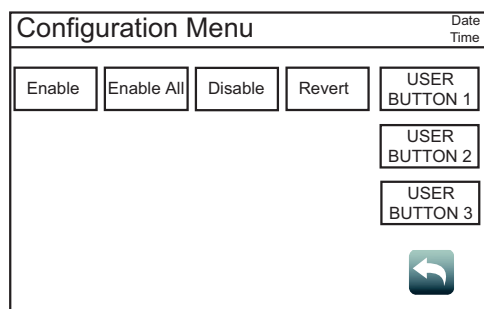 Configuration Menu
Date
Time
Enable
Enable All
Disable
Revert
USER
BUTTON 1
USER
BUTTON 2
USER
BUTTON 3